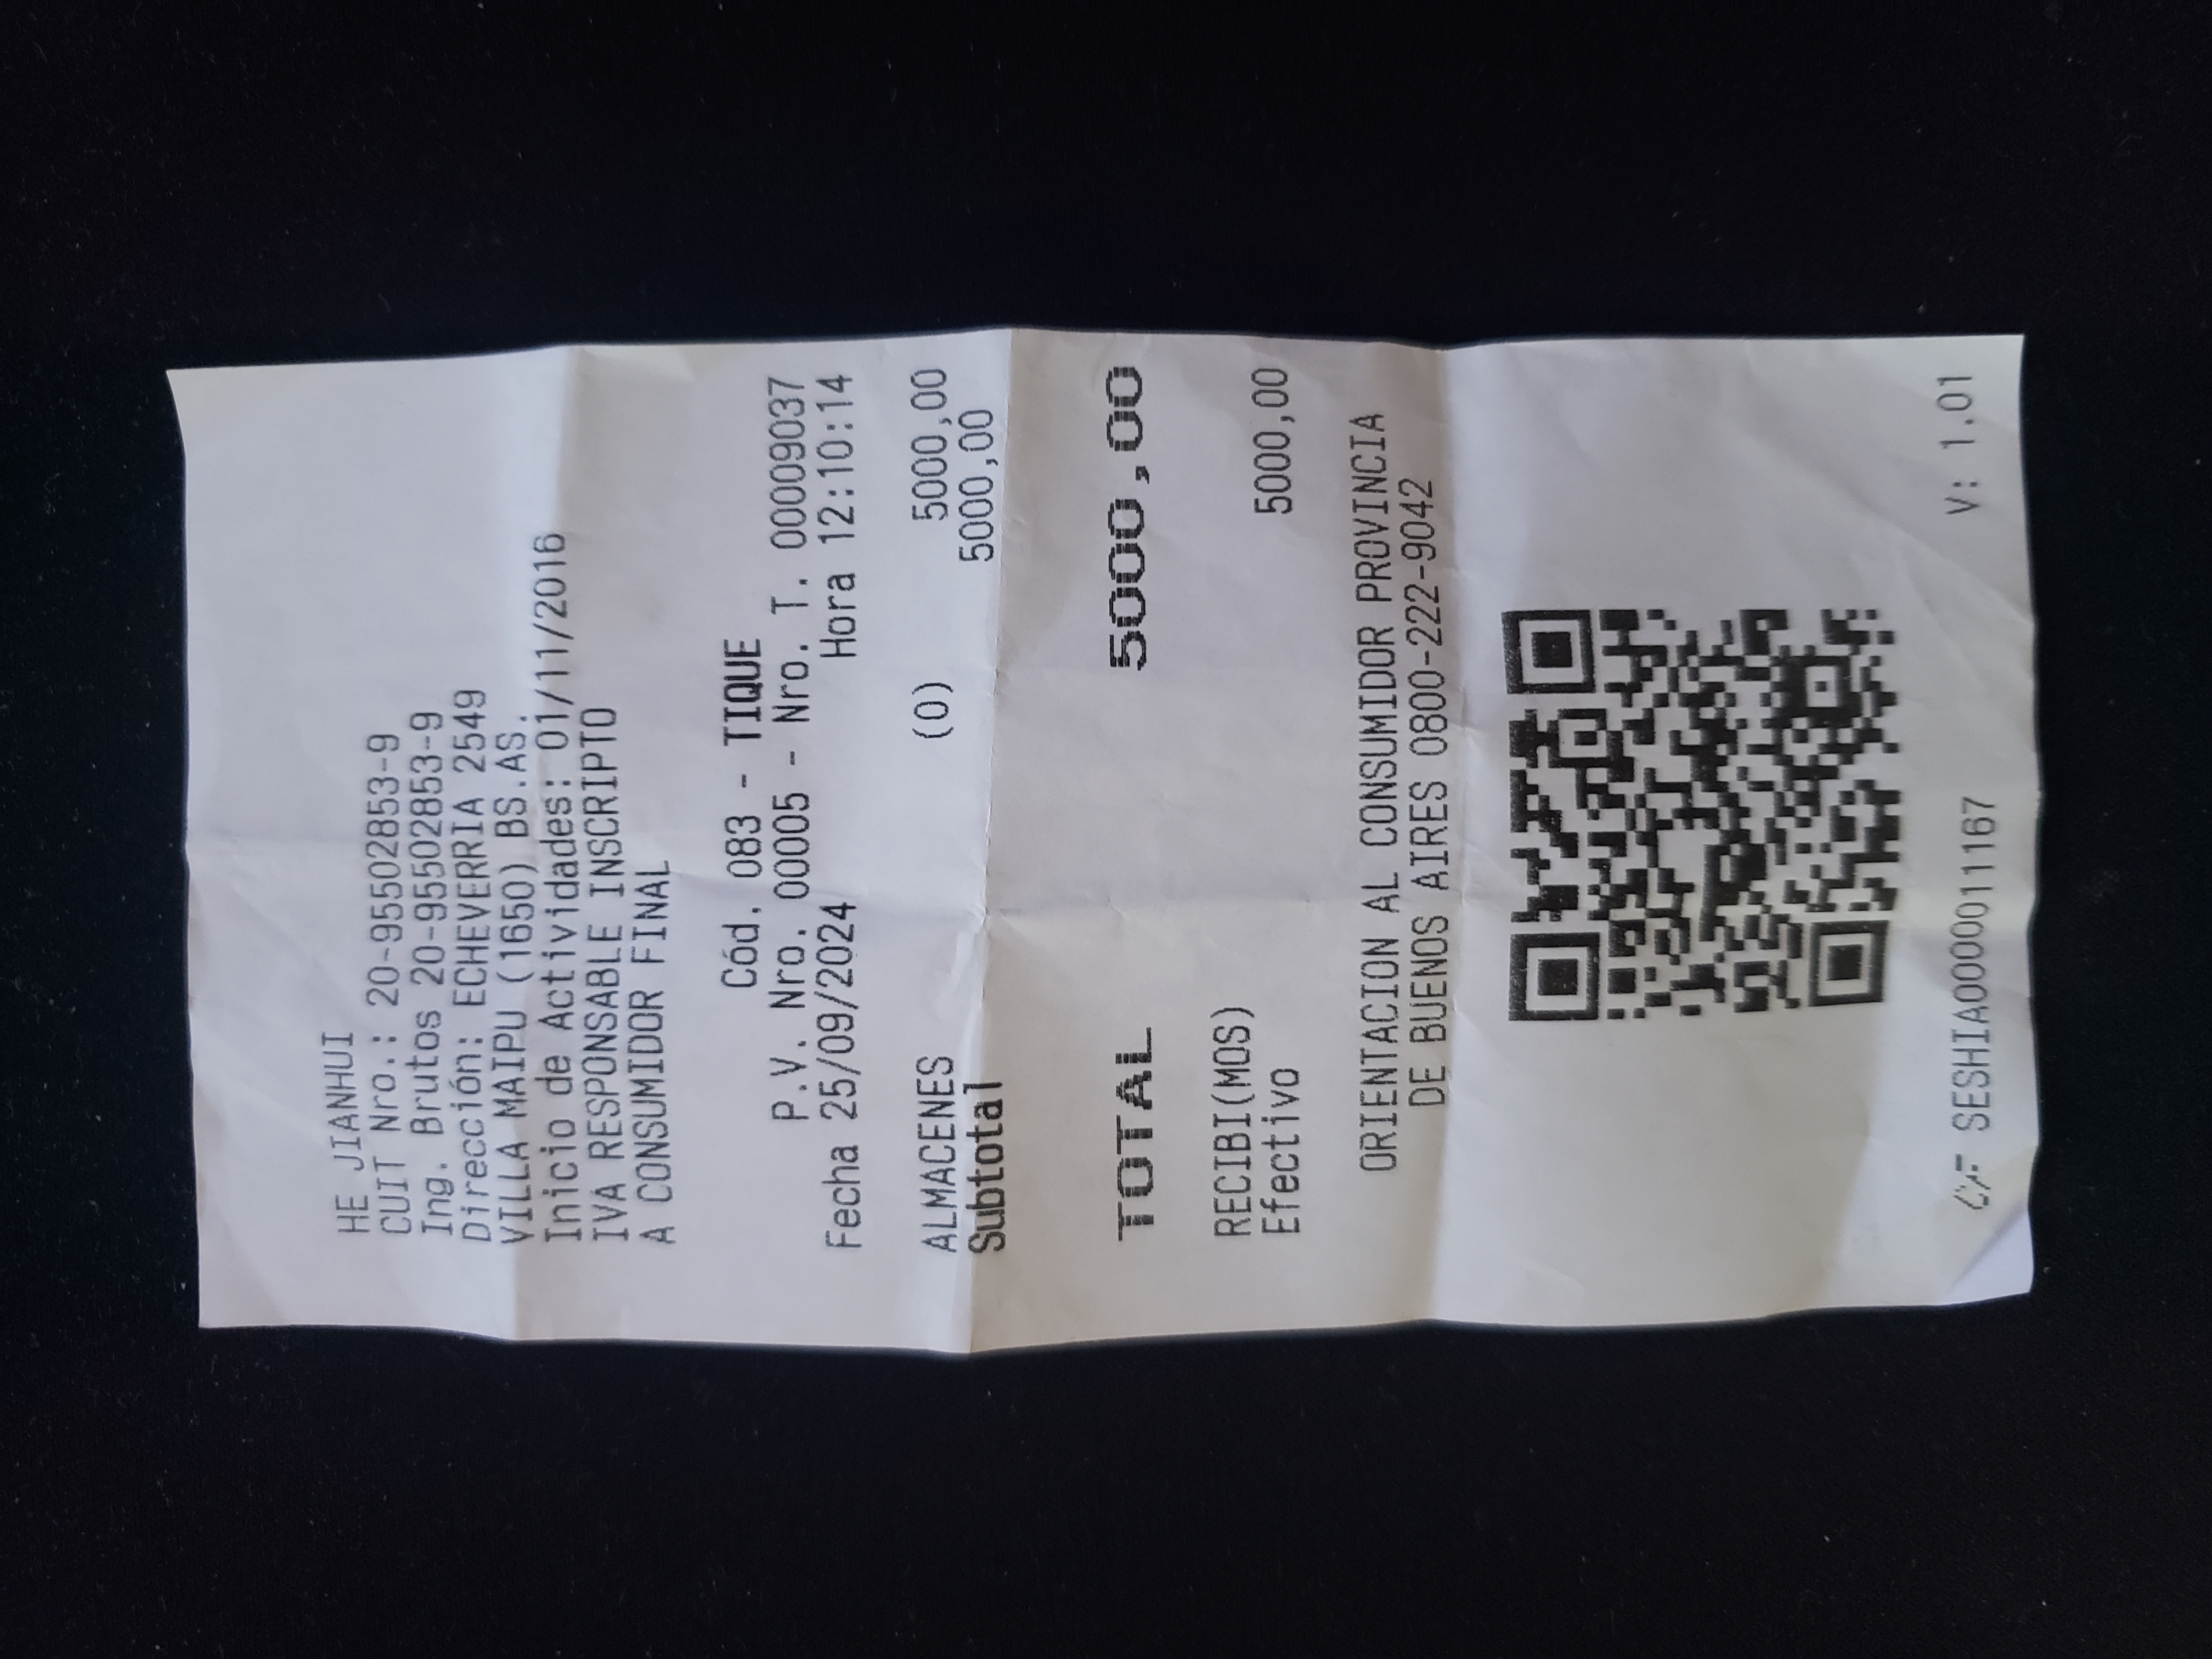 HE JIANHUI
CUIT Nro.: 20-95502853-9
Ing. Brutos 20-95502853-9
Dirección: ECHEVERRIA 2549
VILLA MAIPU (1650) BS.AS.
Inicio de Actividades: 01/11/2016
IVA RESPONSABLE INSCRIPTO
A CONSUMIDOR FINAL
Cód. 083 - TIQUE
P.V. Nro. 00005 - Nro. T. 00009037
Fecha 25/09/2024 Hora 12:10:14
ALMACENES (0) 5000,00
Subtotal 5000,00
TOTAL 5000,00
RECIBI(MOS)
Efectivo 5000,00
ORIENTACION AL CONSUMIDOR PROVINCIA
DE BUENOS AIRES 0800-222-9042
CF SESHIA0000011167 V: 1.01